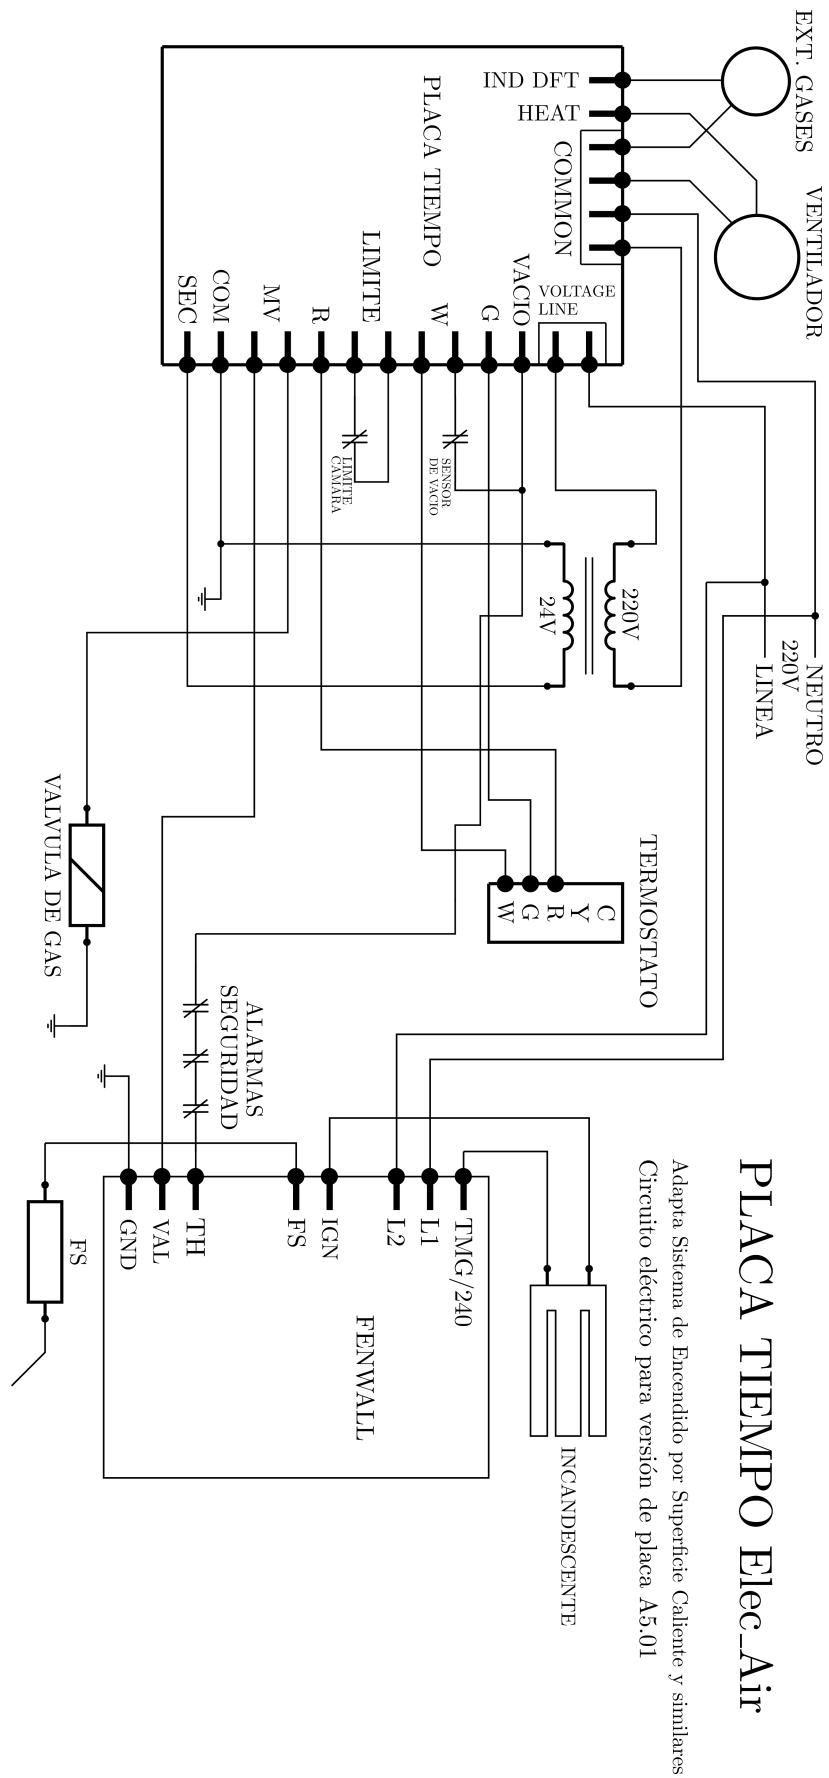 PLACA TIEMPO Elec_Air
Adapta Sistema de Encendido por Superficie Caliente y similares
Circuito eléctrico para versión de placa A5.01
EXT. GASES
VENTILADOR
IND DFT
HEAT
COMMON
PLACA TIEMPO
VOLTAGE
LINE
VACIO
G
W
LIMITE
R
MV
COM
SEC
SENSOR
DE VACIO
LIMITE
CAMARA
220V
24V
NEUTRO
220V
LINEA
TERMOSTATO
C
Y
R
G
W
VALVULA DE GAS
ALARMAS
SEGURIDAD
TMG/240
L1
L2
IGN
FS
TH
VAL
GND
FENWALL
FS
INCANDESCENTE